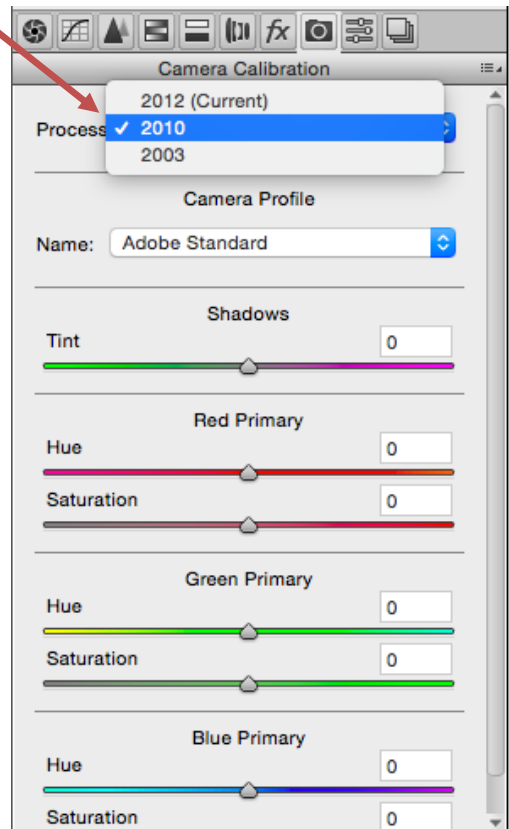 fx
Camera Calibration
2012 (Current)
Process ✓ 2010
2003
Camera Profile
Name: Adobe Standard
Shadows
Tint 0
Red Primary
Hue 0
Saturation 0
Green Primary
Hue 0
Saturation 0
Blue Primary
Hue 0
Saturation 0